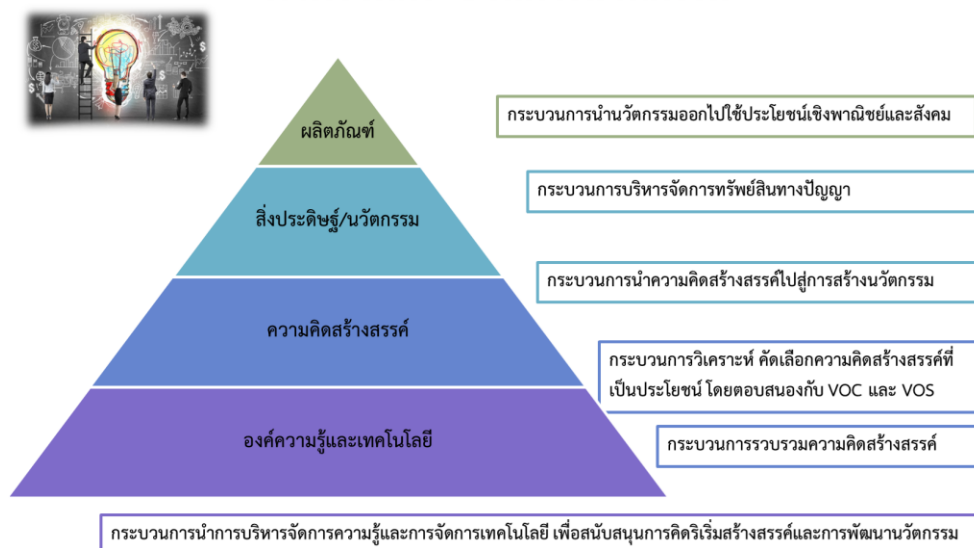 ผลิตภัณฑ์
กระบวนการนำนวัตกรรมออกไปใช้ประโยชน์เชิงพาณิชย์และสังคม
สิ่งประดิษฐ์/นวัตกรรม
กระบวนการบริหารจัดการทรัพย์สินทางปัญญา
กระบวนการนำความคิดสร้างสรรค์ไปสู่การสร้างนวัตกรรม
ความคิดสร้างสรรค์
กระบวนการวิเคราะห์ คัดเลือกความคิดสร้างสรรค์ที่
เป็นประโยชน์ โดยตอบสนองกับ VOC และ VOS
องค์ความรู้และเทคโนโลยี
กระบวนการรวบรวมความคิดสร้างสรรค์
กระบวนการนำการบริหารจัดการความรู้และการจัดการเทคโนโลยี เพื่อสนับสนุนการคิดริเริ่มสร้างสรรค์และการพัฒนานวัตกรรม